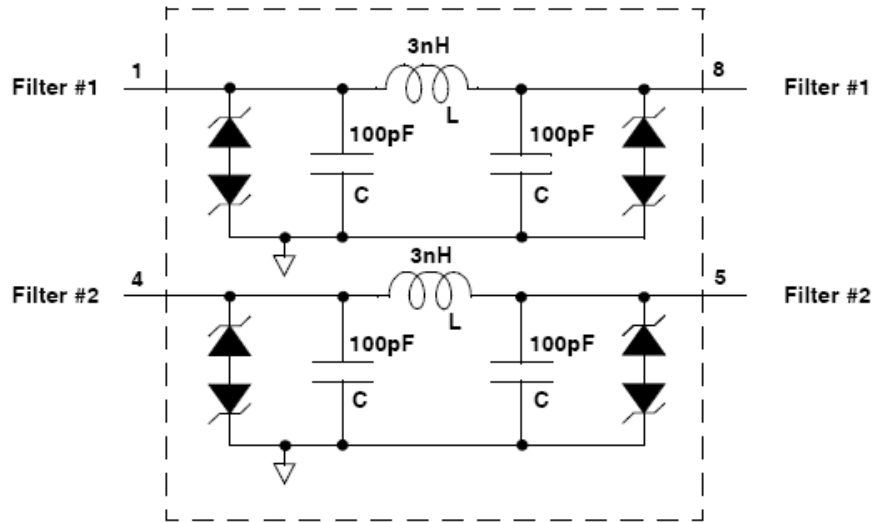 3nH
Filter #1 1 8 Filter #1
L
100pF 100pF
C C
3nH
Filter #2 4 5 Filter #2
L
100pF 100pF
C C